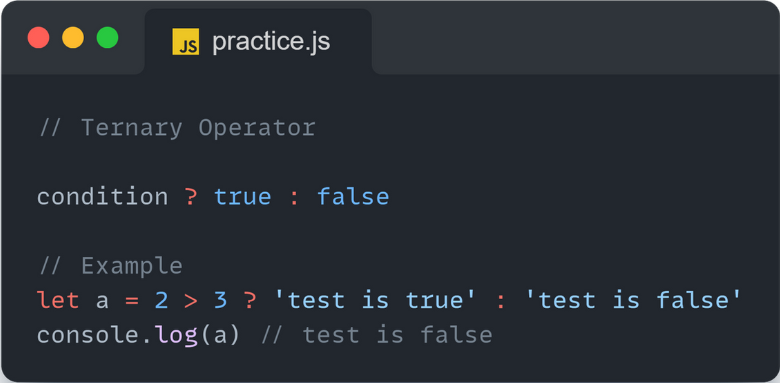 JS practice.js
// Ternary Operator
condition ? true : false
// Example
let a = 2 > 3 ? 'test is true' : 'test is false'
console.log(a) // test is false